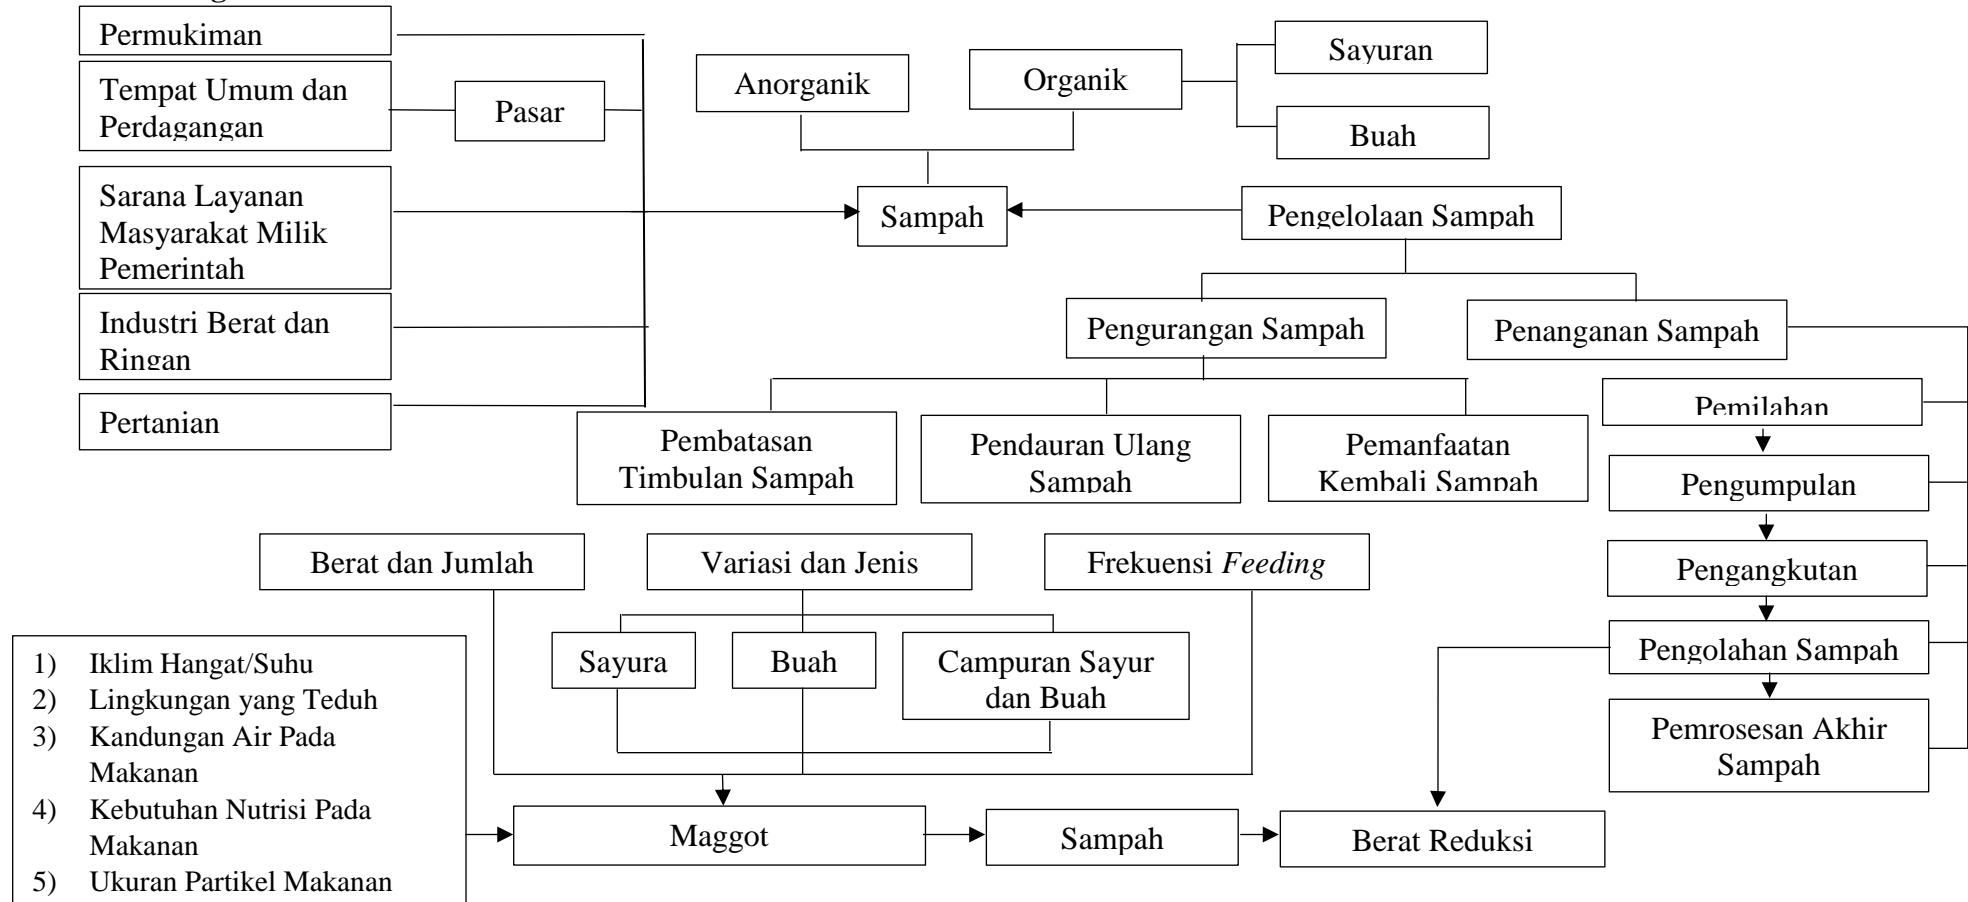 Permukiman
Tempat Umum dan
Perdagangan
Pasar
Sarana Layanan
Masyarakat Milik
Pemerintah
Industri Berat dan
Ringan
Pertanian
Anorganik
Organik
Sayuran
Buah
Sampah
Pengelolaan Sampah
Pengurangan Sampah
Penanganan Sampah
Pembatasan
Timbulan Sampah
Pendauran Ulang
Sampah
Pemanfaatan
Kembali Sampah
Pemilahan
Pengumpulan
Pengangkutan
Pengolahan Sampah
Pemrosesan Akhir
Sampah
Berat dan Jumlah
Variasi dan Jenis
Frekuensi Feeding
Sayura
Buah
Campuran Sayur
dan Buah
1) Iklim Hangat/Suhu
2) Lingkungan yang Teduh
3) Kandungan Air Pada
Makanan
4) Kebutuhan Nutrisi Pada
Makanan
5) Ukuran Partikel Makanan
Maggot
Sampah
Berat Reduksi